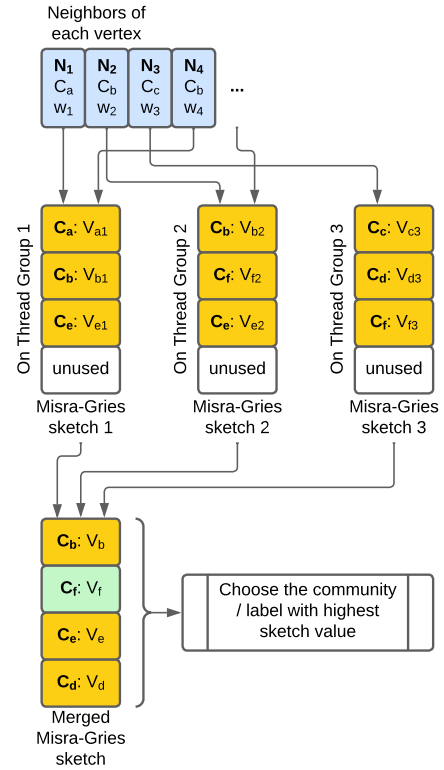 Neighbors of
each vertex
N1 N2 N3 N4
Ca Cb Cc Cb
w1 w2 w3 w4
...
On Thread Group 1
Ca: Va1
Cb: Vb1
Ce: Ve1
unused
Misra-Gries
sketch 1
On Thread Group 2
Cb: Vb2
Cf: Vf2
Ce: Ve2
unused
Misra-Gries
sketch 2
On Thread Group 3
Cc: Vc3
Cd: Vd3
Cf: Vf3
unused
Misra-Gries
sketch 3
Cb: Vb
Cf: Vf
Ce: Ve
Cd: Vd
Merged
Misra-Gries
sketch
Choose the community
/ label with highest
sketch value